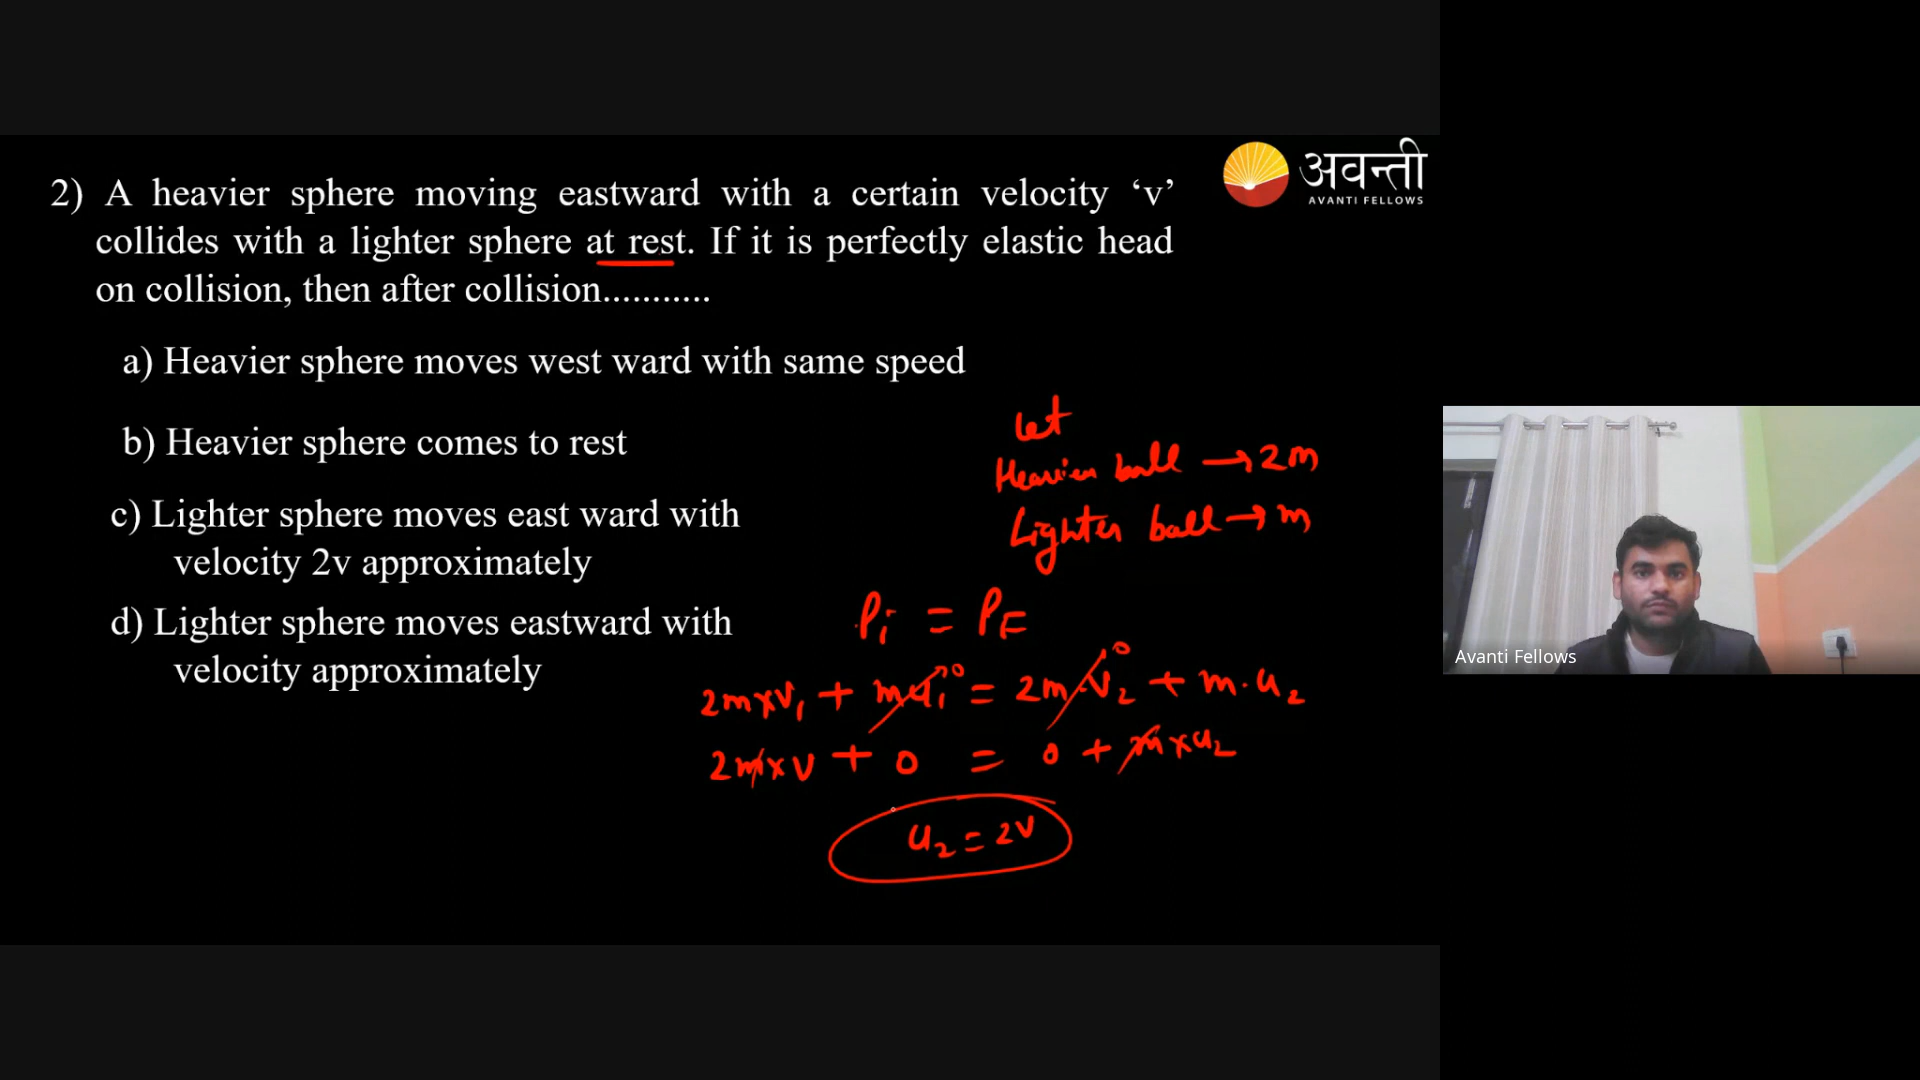 2) A heavier sphere moving eastward with a certain velocity ‘v’
collides with a lighter sphere at rest. If it is perfectly elastic head
on collision, then after collision...........
अवन्ती
AVANTI FELLOWS
a) Heavier sphere moves west ward with same speed
b) Heavier sphere comes to rest
c) Lighter sphere moves east ward with
velocity 2v approximately
d) Lighter sphere moves eastward with
velocity approximately
Let
Heavier ball → 2m
Lighter ball → m
Pi = PF
2m×v₁ + mu₁⁰ = 2m.v₂⁰ + m.u₂
2m×v + 0 = 0 + m×u₂
u₂ = 2v
Avanti Fellows